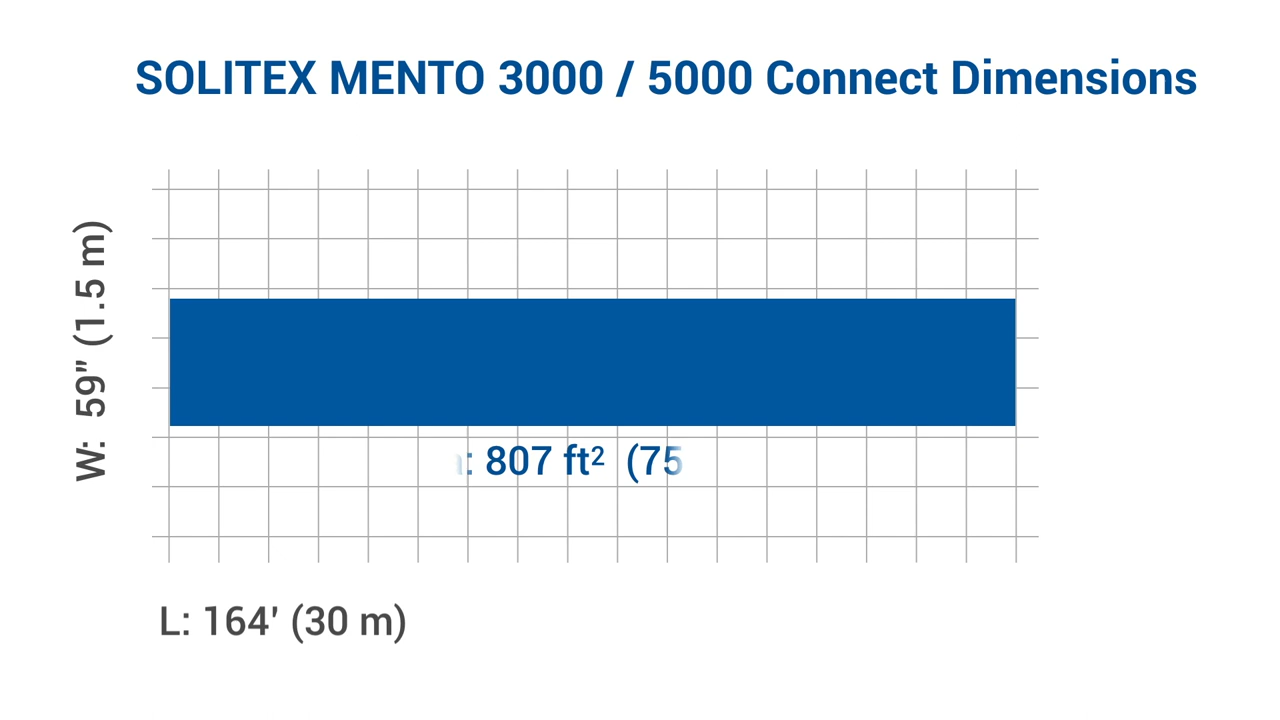 SOLITEX MENTO 3000 / 5000 Connect Dimensions
W: 59" (1.5 m)
: 807 ft² (75
L: 164' (30 m)